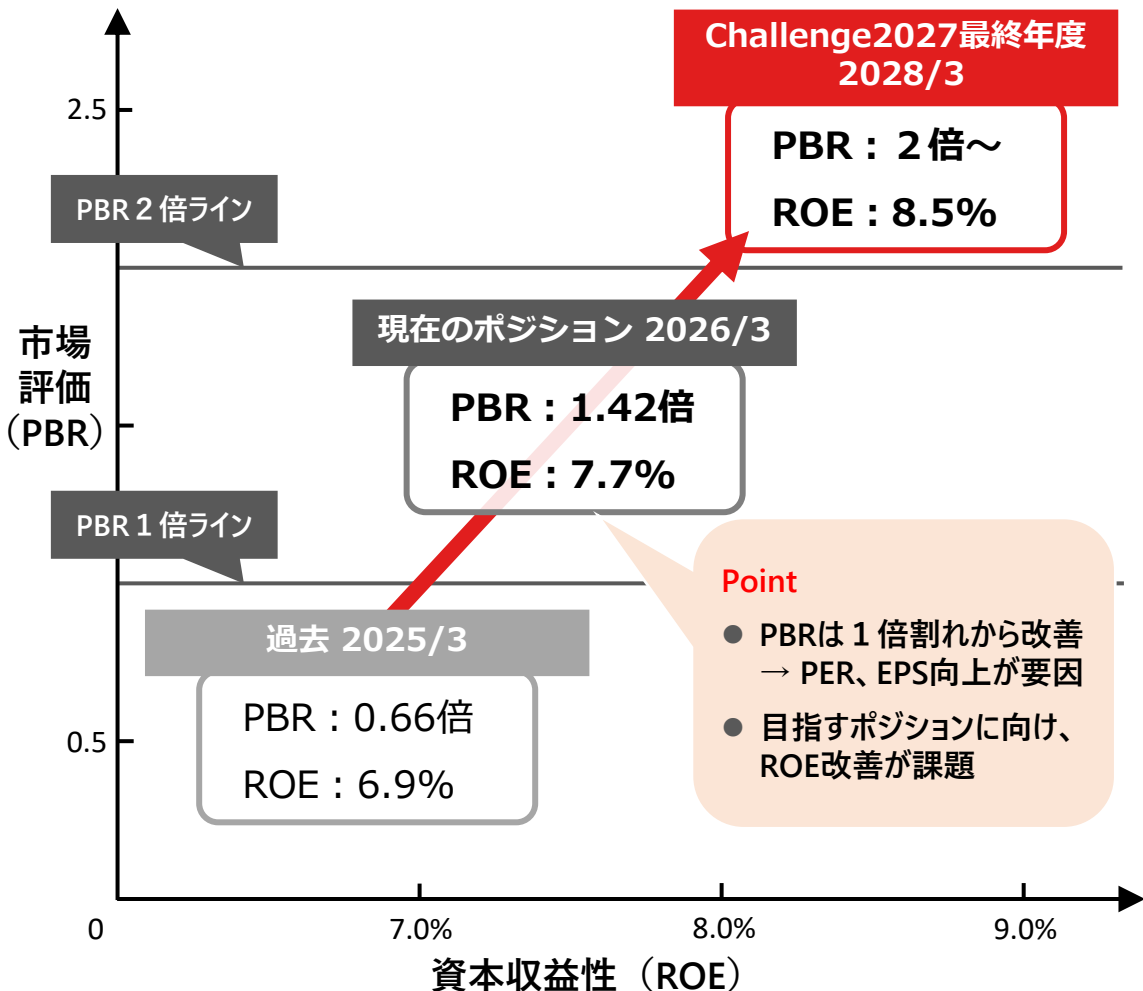 Challenge2027最終年度
2028/3
PBR：２倍～
ROE：8.5%
2.5
PBR２倍ライン
現在のポジション 2026/3
PBR：1.42倍
ROE：7.7%
市場
評価
（PBR）
PBR１倍ライン
Point
● PBRは１倍割れから改善
→ PER、EPS向上が要因
● 目指すポジションに向け、
ROE改善が課題
過去 2025/3
PBR：0.66倍
ROE：6.9%
0.5
0
7.0%
8.0%
9.0%
資本収益性（ROE）